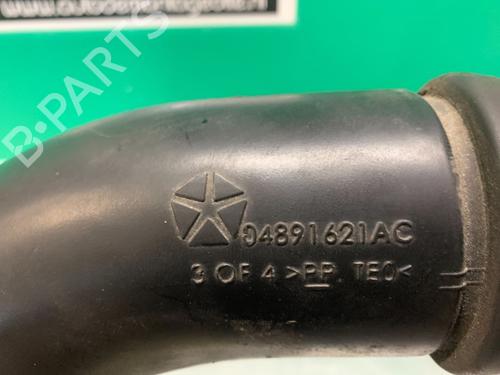 B-PARTS
04891621AC
3 OF 4 >PP. TEO<